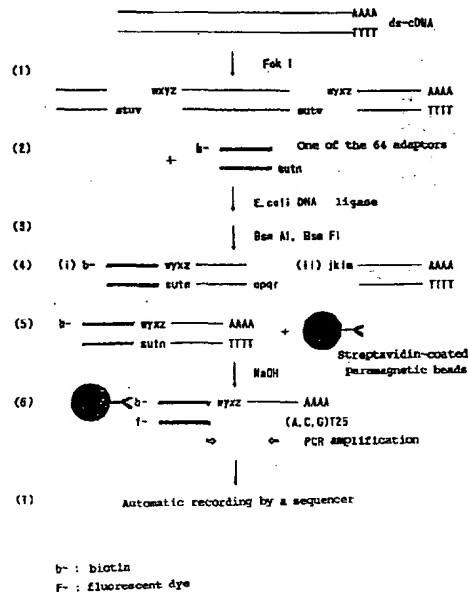 AAAA
ds-cDNA
TTTT
(1)
Fok I
wxyz wyxz AAAA
stuv sutv TTTT
(2)
b- One of the 64 adaptors
+
sutn
E.coli DNA ligase
(3)
Bsm AI, Bsm FI
(4) (i) b- wyxz (ii) jklm AAAA
sutn opqr TTTT
(5) b- wyxz AAAA
+
sutn TTTT
Streptavidin-coated
paramagnetic beads
NaOH
(6) b- wyxz AAAA
f- (A,C,G)T25
PCR amplification
(7) Automatic recording by a sequencer
b- : biotin
F- : fluorescent dye